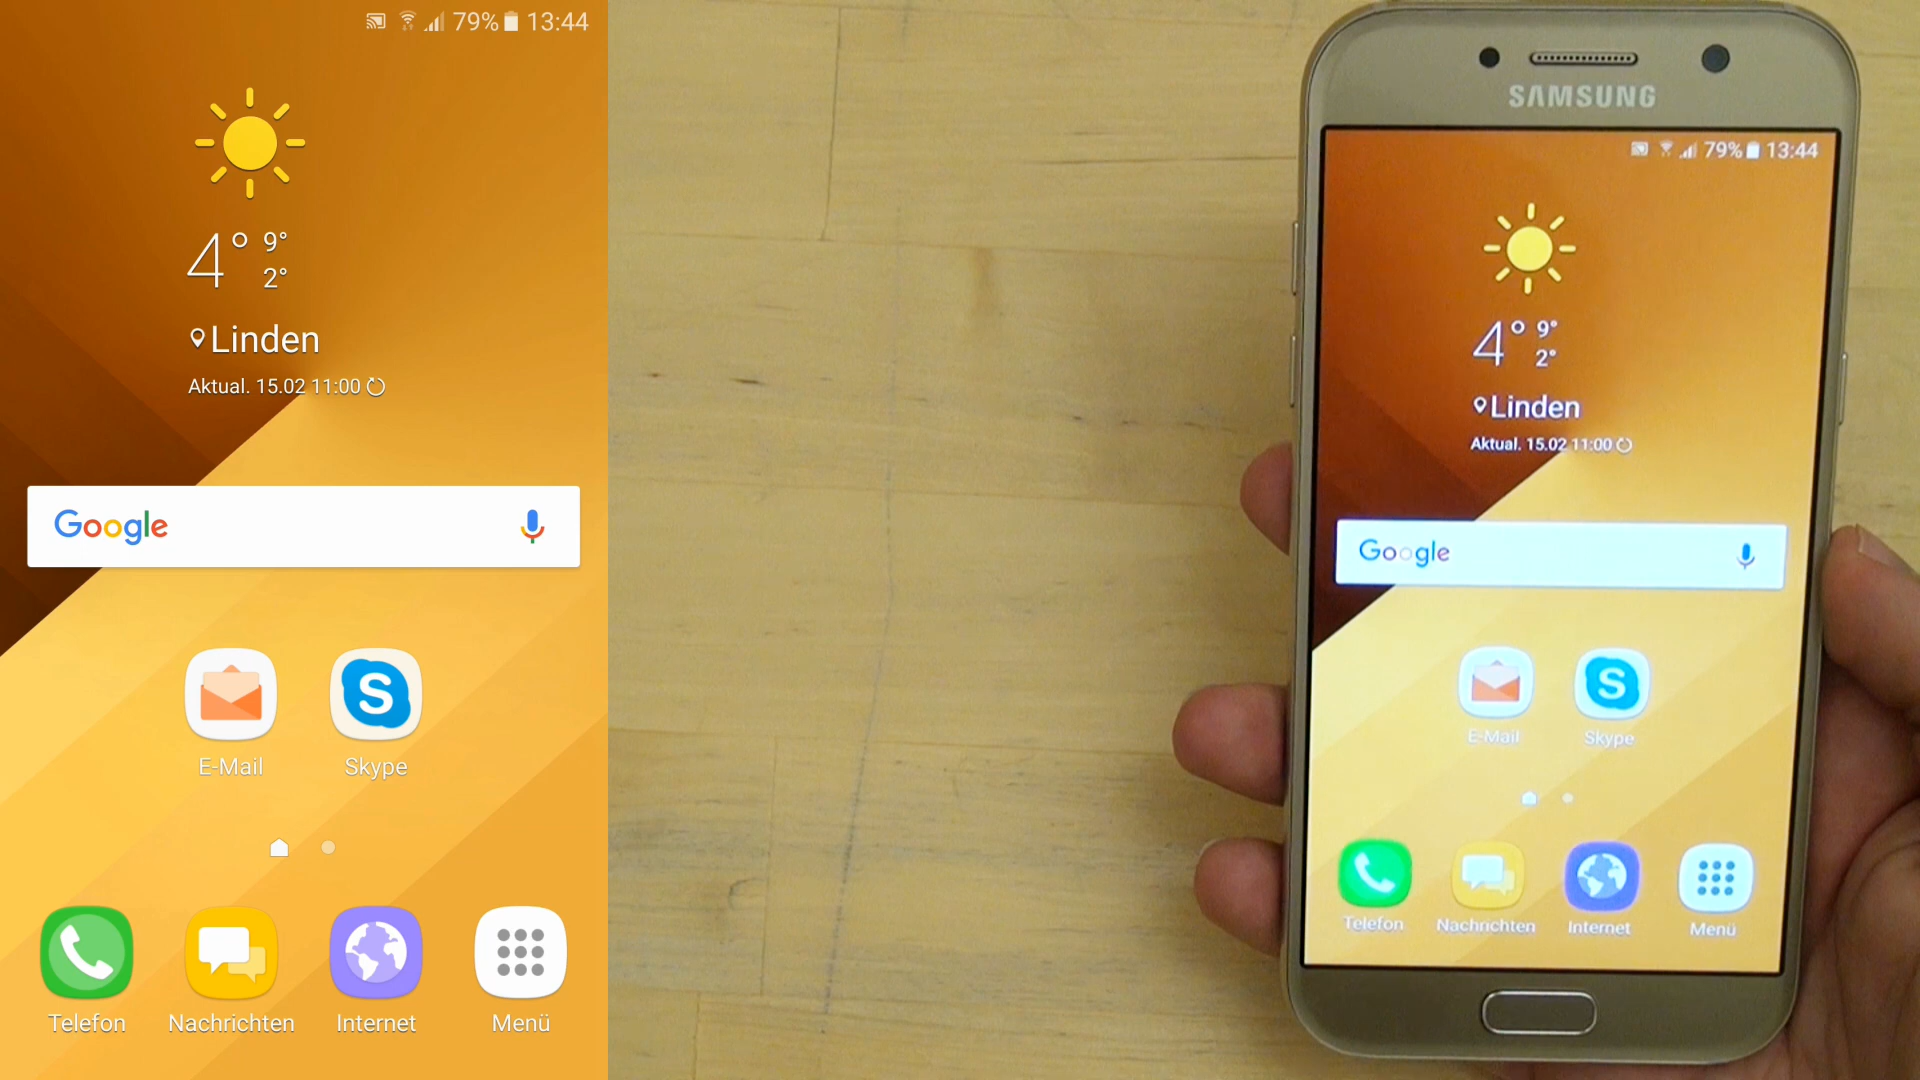 79% 13:44
4° 9°
2°
Linden
Aktual. 15.02 11:00
Google
E-Mail Skype
Telefon Nachrichten Internet Menü
SAMSUNG
79% 13:44
4° 9°
2°
Linden
Aktual. 15.02 11:00
Google
E-Mail Skype
Telefon Nachrichten Internet Menü